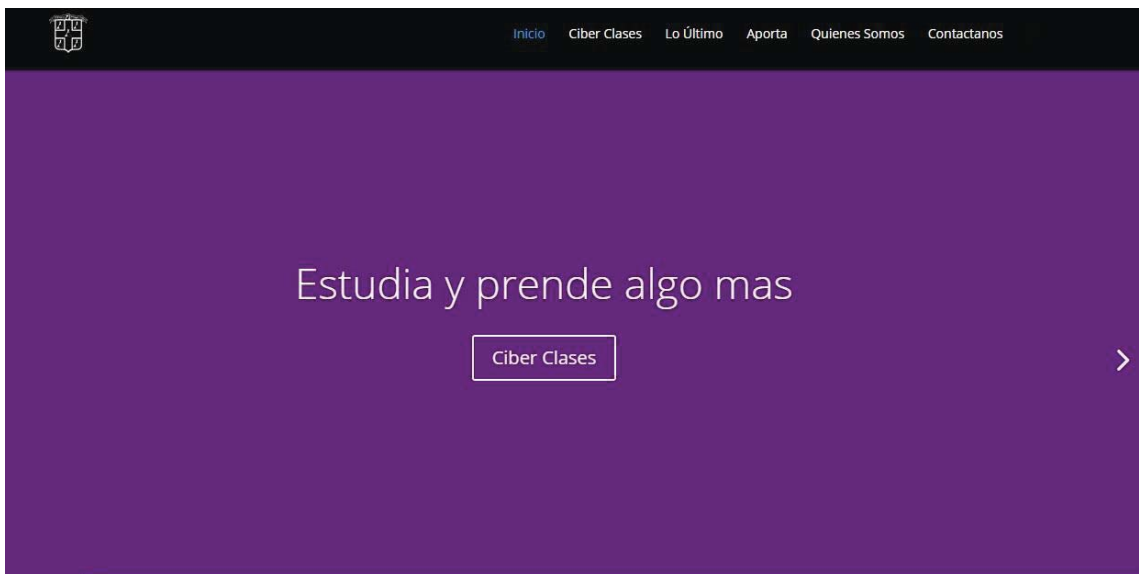 Inicio Ciber Clases Lo Último Aporta Quienes Somos Contactanos
Estudia y prende algo mas
Ciber Clases